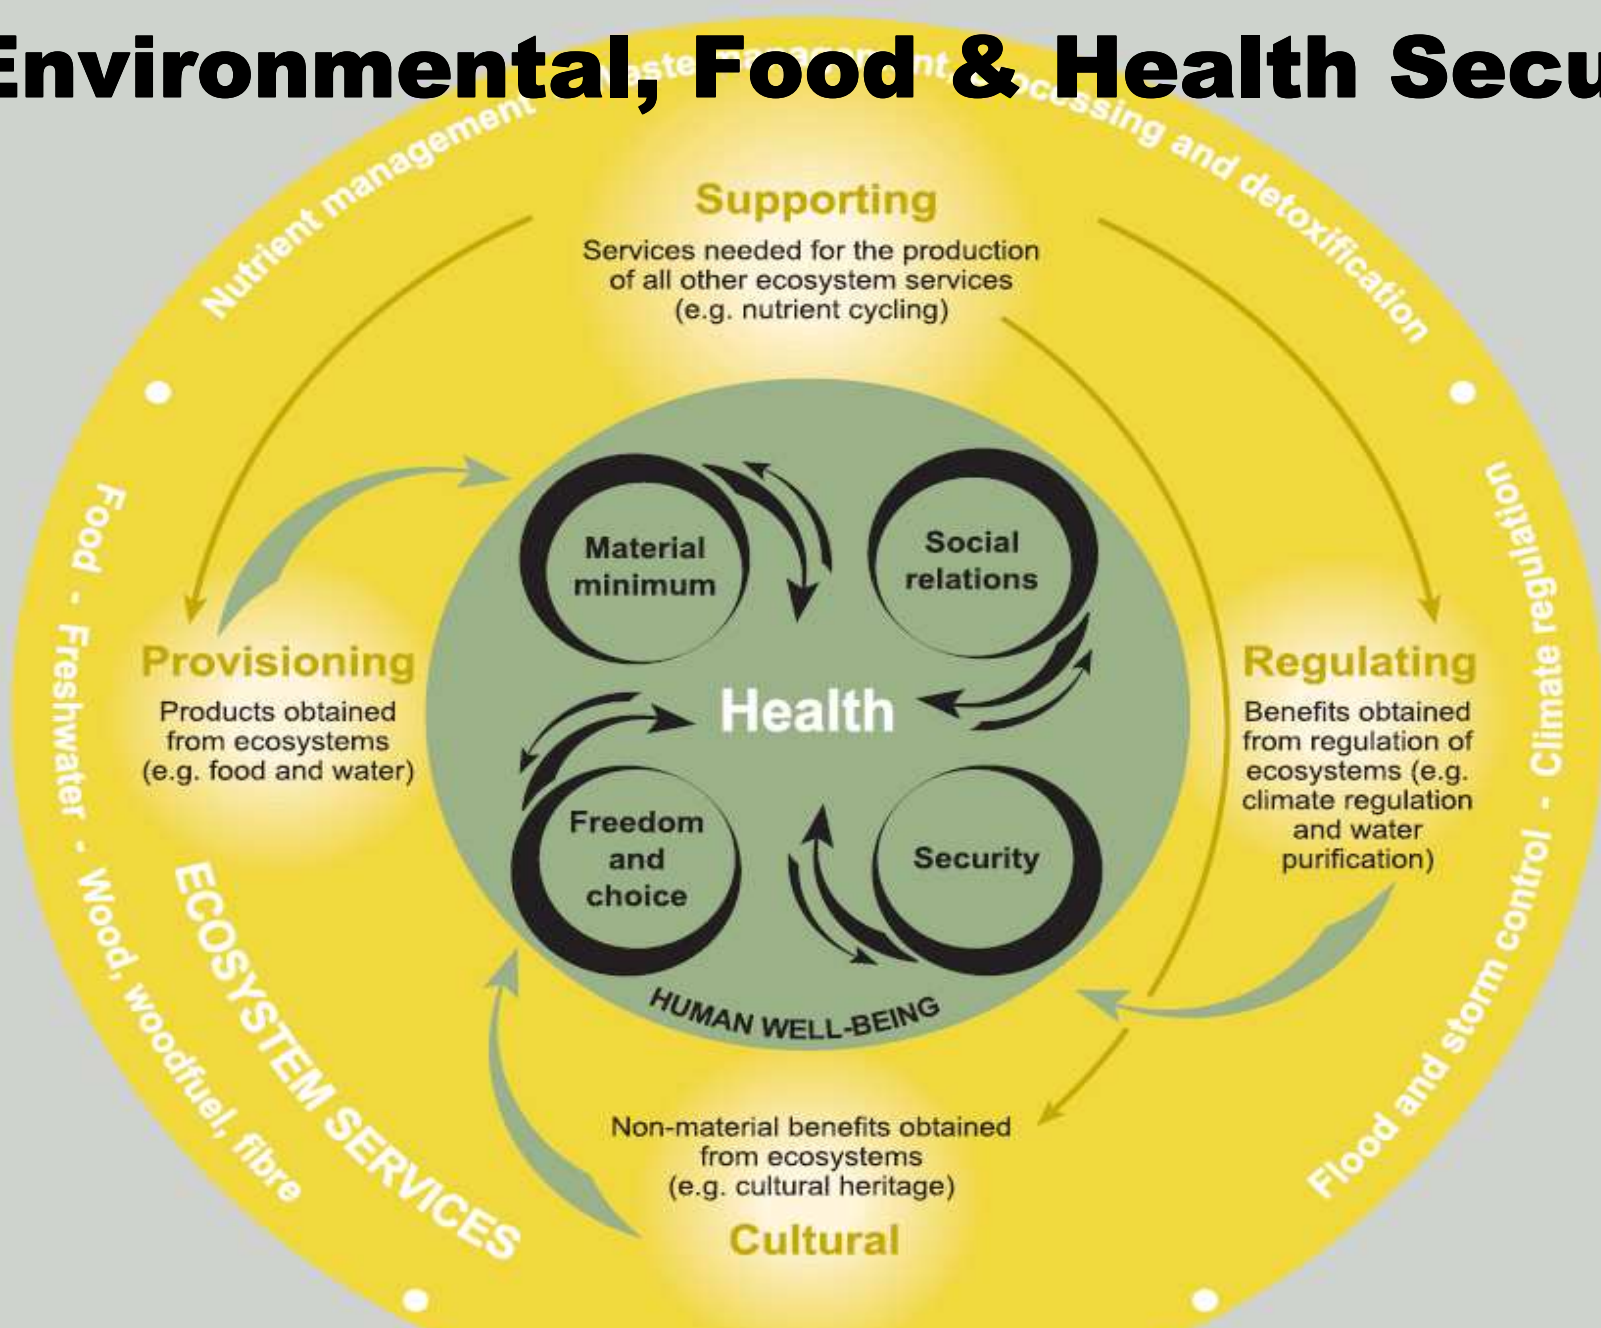 Environmental, Food & Health Secu
Nutrient management
and detoxification
Supporting
Services needed for the production
of all other ecosystem services
(e.g. nutrient cycling)
Food - Freshwater - Wood, woodfuel, fibre
Provisioning
Products obtained
from ecosystems
(e.g. food and water)
ECOSYSTEM SERVICES
Material
minimum
Social
relations
Health
Freedom
and
choice
Security
HUMAN WELL-BEING
Regulating
Benefits obtained
from regulation of
ecosystems (e.g.
climate regulation
and water
purification)
Flood and storm control - Climate regulation
Non-material benefits obtained
from ecosystems
(e.g. cultural heritage)
Cultural